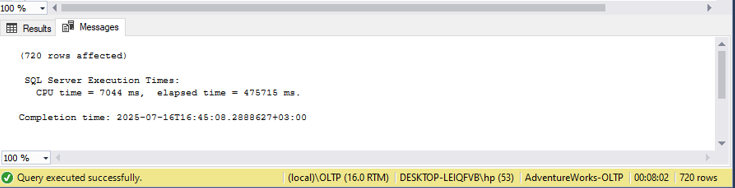 100 %
Results Messages
(720 rows affected)
SQL Server Execution Times:
CPU time = 7044 ms, elapsed time = 475715 ms.
Completion time: 2025-07-16T16:45:08.2888627+03:00
100 %
Query executed successfully. (local)\OLTP (16.0 RTM) DESKTOP-LEIQFVB\hp (53) AdventureWorks-OLTP 00:08:02 720 rows